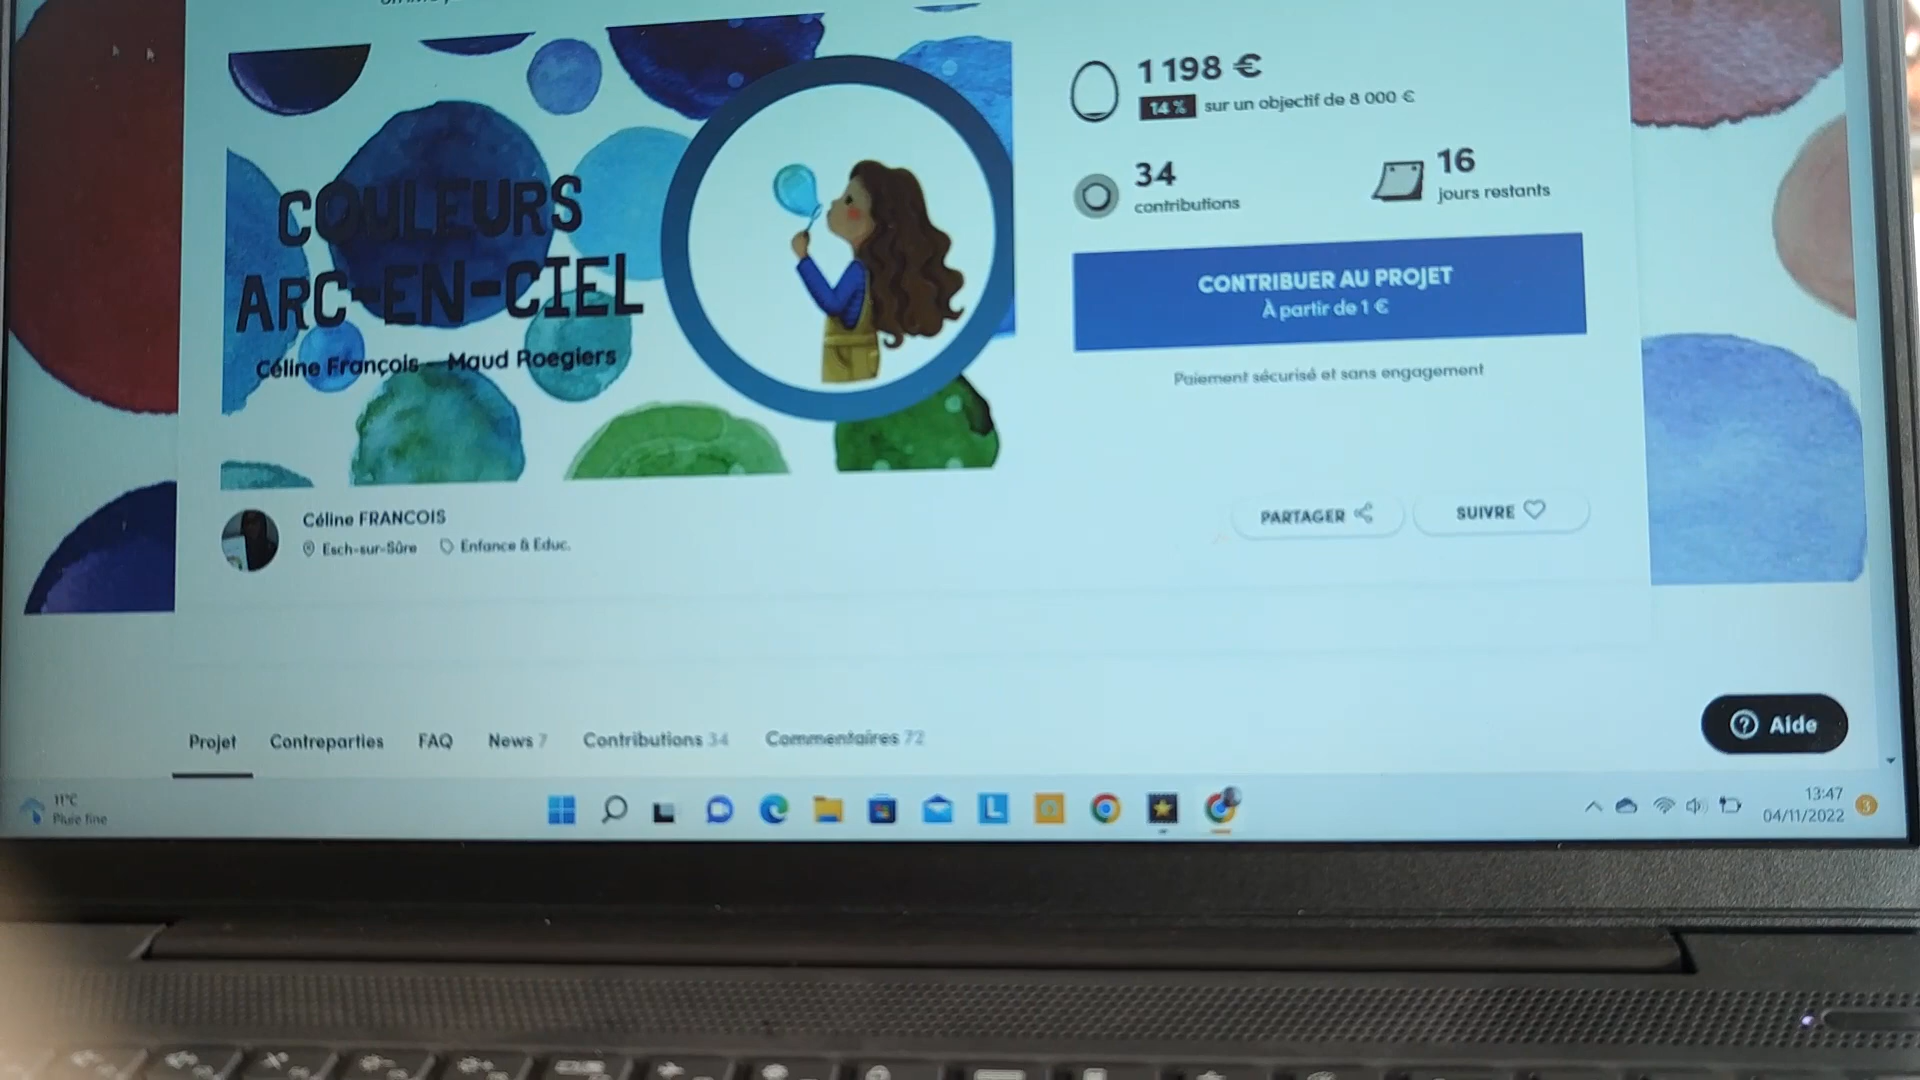 COULEURS
ARC-EN-CIEL
Céline François — Maud Roegiers
Céline FRANCOIS
Esch-sur-Sûre
Enfance & Educ.
1 198 €
14 % sur un objectif de 8 000 €
34
contributions
16
jours restants
CONTRIBUER AU PROJET
À partir de 1 €
Paiement sécurisé et sans engagement
PARTAGER
SUIVRE
Projet
Contreparties
FAQ
News 7
Contributions 34
Commentaires 72
Aide
11°C
Pluie fine
13:47
04/11/2022
3